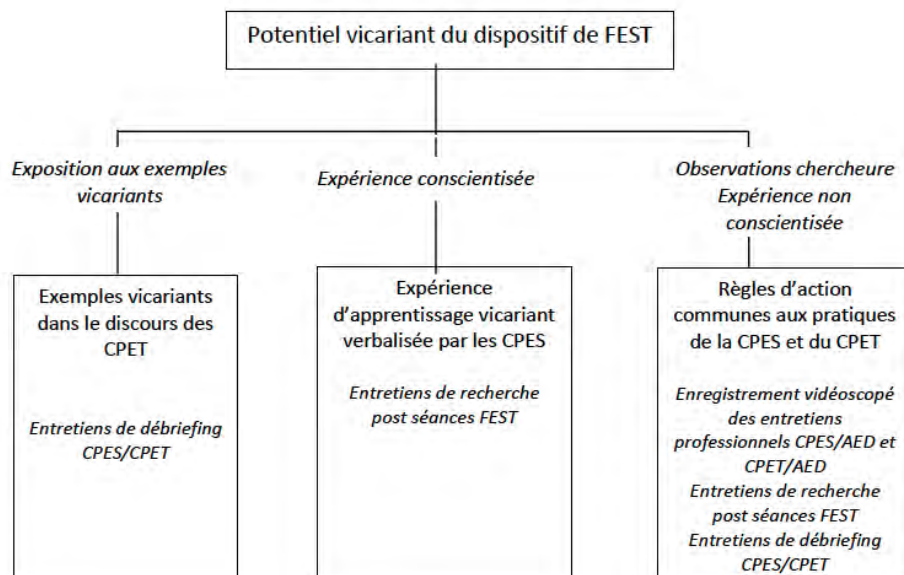 Potentiel vicariant du dispositif de FEST
Exposition aux exemples
vicariants
Expérience conscientisée
Observations chercheure
Expérience non
conscientisée
Exemples vicariants
dans le discours des
CPET
Entretiens de débriefing
CPES/CPET
Expérience
d'apprentissage vicariant
verbalisée par les CPES
Entretiens de recherche
post séances FEST
Règles d'action
communes aux pratiques
de la CPES et du CPET
Enregistrement vidéoscopé
des entretiens
professionnels CPES/AED et
CPET/AED
Entretiens de recherche
post séances FEST
Entretiens de débriefing
CPES/CPET